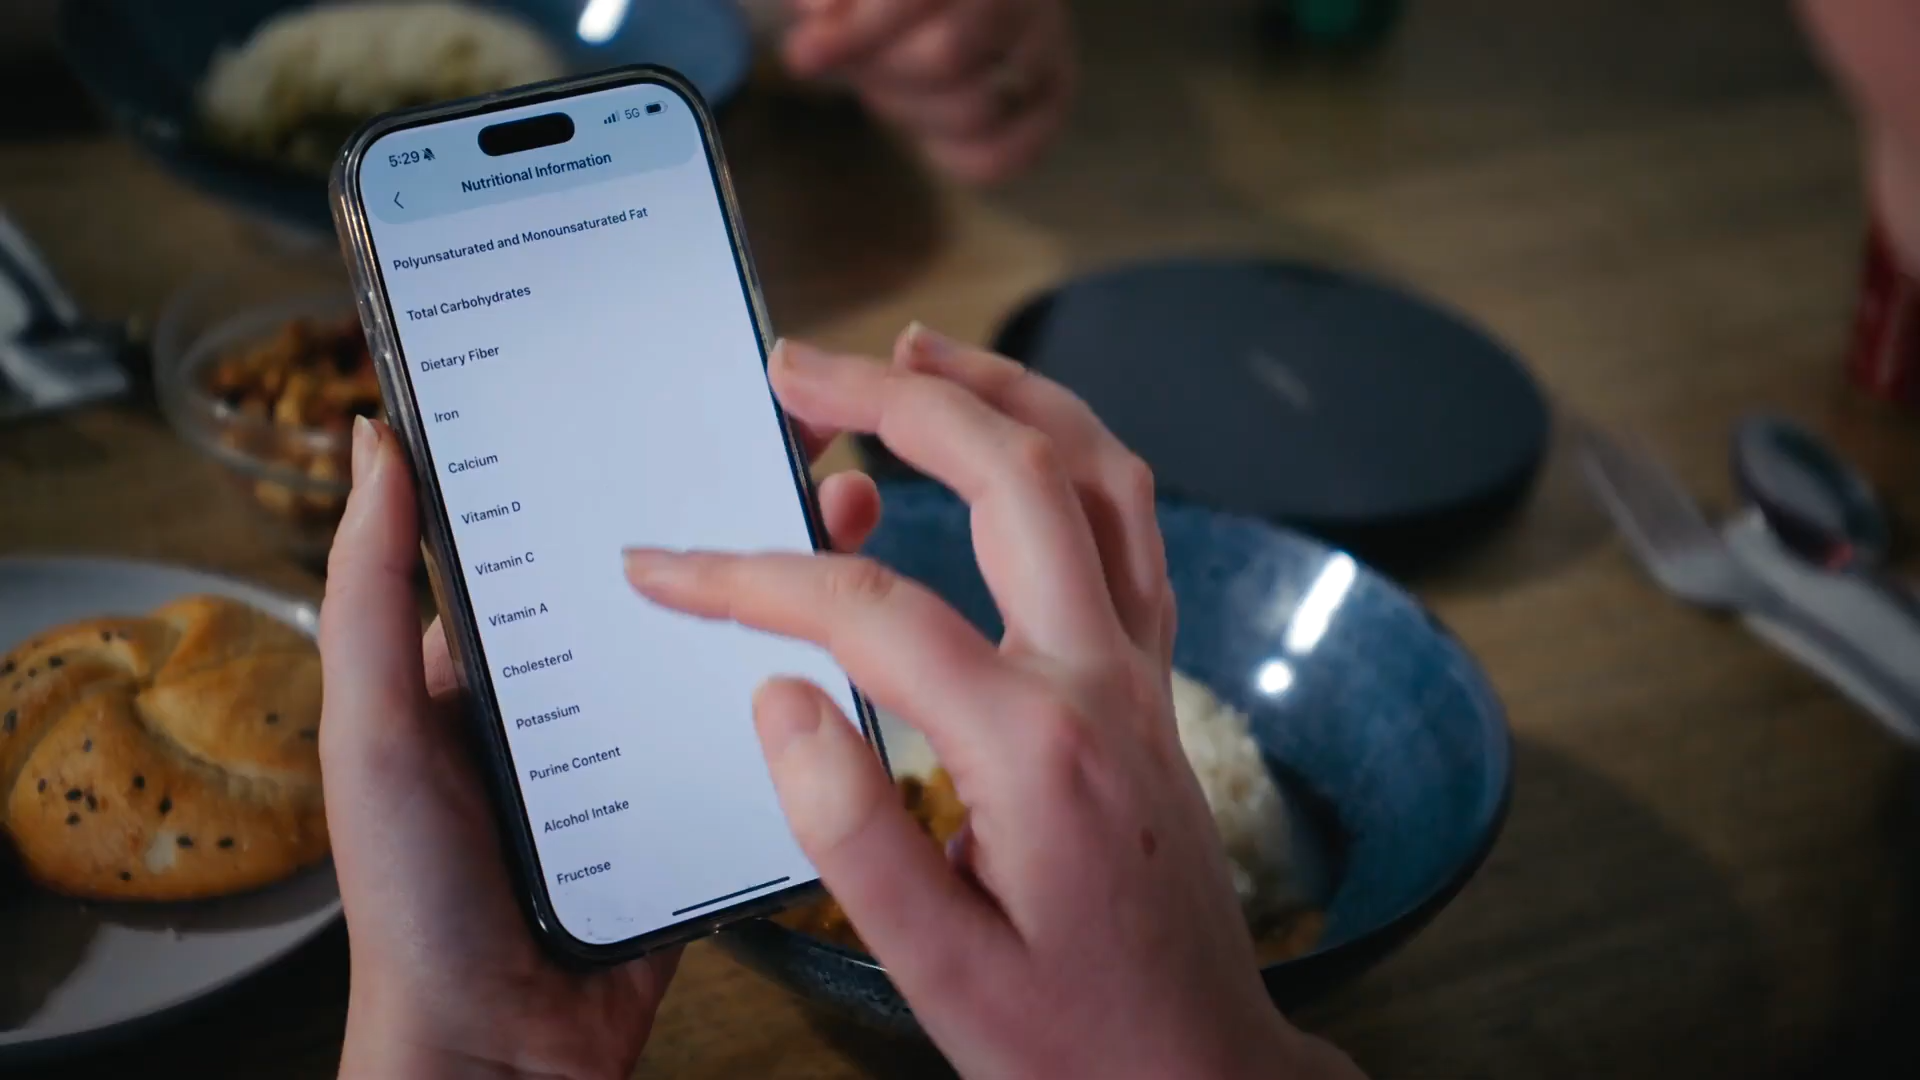 5:29
5G
Nutritional Information
Polyunsaturated and Monounsaturated Fat
Total Carbohydrates
Dietary Fiber
Iron
Calcium
Vitamin D
Vitamin C
Vitamin A
Cholesterol
Potassium
Purine Content
Alcohol Intake
Fructose